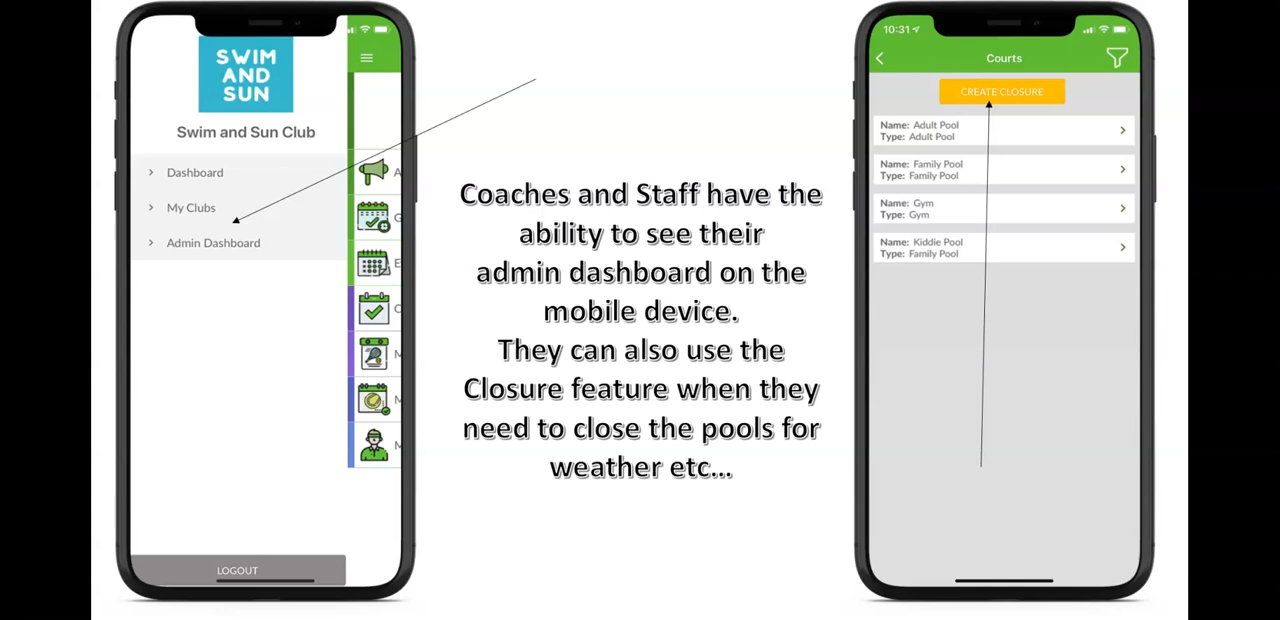 SWIM
AND
SUN
Swim and Sun Club
Dashboard
My Clubs
Admin Dashboard
LOGOUT
A
G
E
C
M
M
M
Coaches and Staff have the
ability to see their
admin dashboard on the
mobile device.
They can also use the
Closure feature when they
need to close the pools for
weather etc...
10:31
Courts
CREATE CLOSURE
Name: Adult Pool
Type: Adult Pool
Name: Family Pool
Type: Family Pool
Name: Gym
Type: Gym
Name: Kiddie Pool
Type: Family Pool